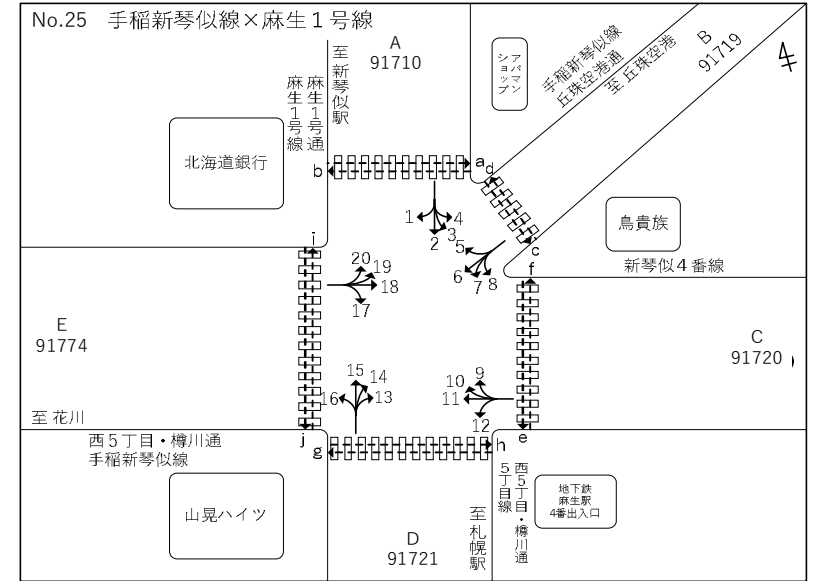 No.25 手稲新琴似線×麻生１号線
A
91710
至新琴似駅
麻生１号通
麻生１号線
アパマン
ショップ
手稲新琴似線
丘珠空港通
至丘珠空港
B
91719
4
北海道銀行
b
a
d
c
1
2
3
4
5
6
7
8
鳥貴族
新琴似４番線
f
i
20
19
18
17
E
91774
C
91720
15
14
16
13
9
10
11
12
至花川
j
g
h
e
西５丁目・樽川通
手稲新琴似線
西５丁目・樽川通
５丁目線
山晃ハイツ
D
91721
至札幌駅
地下鉄
麻生駅
4番出入口